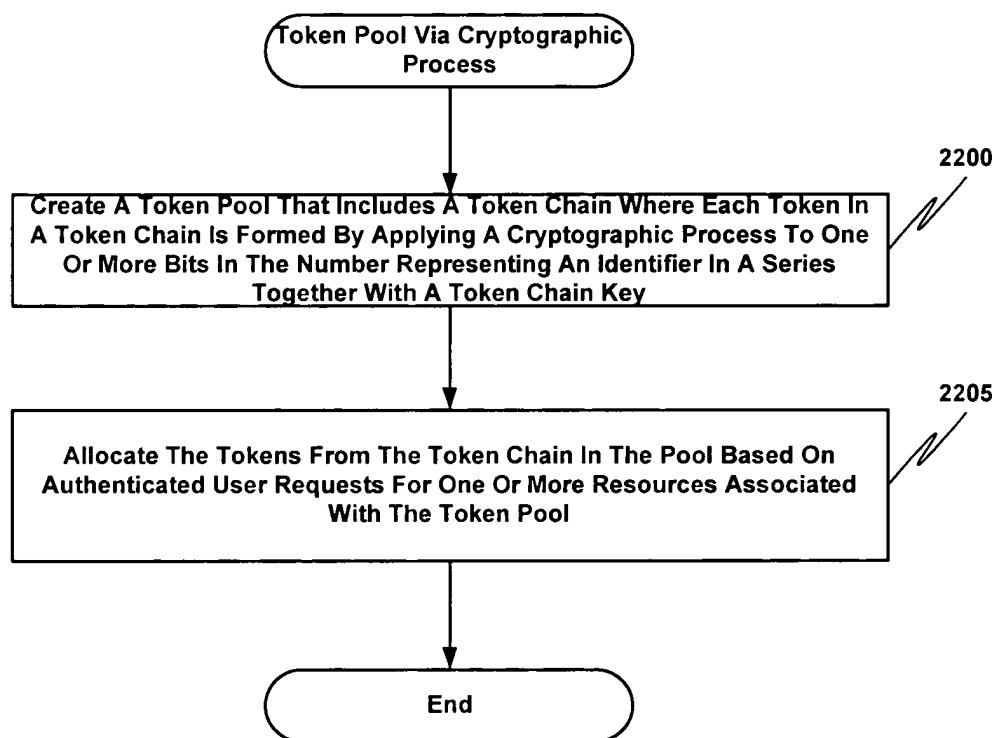 Token Pool Via Cryptographic
Process
2200
Create A Token Pool That Includes A Token Chain Where Each Token In
A Token Chain Is Formed By Applying A Cryptographic Process To One
Or More Bits In The Number Representing An Identifier In A Series
Together With A Token Chain Key
2205
Allocate The Tokens From The Token Chain In The Pool Based On
Authenticated User Requests For One Or More Resources Associated
With The Token Pool
End